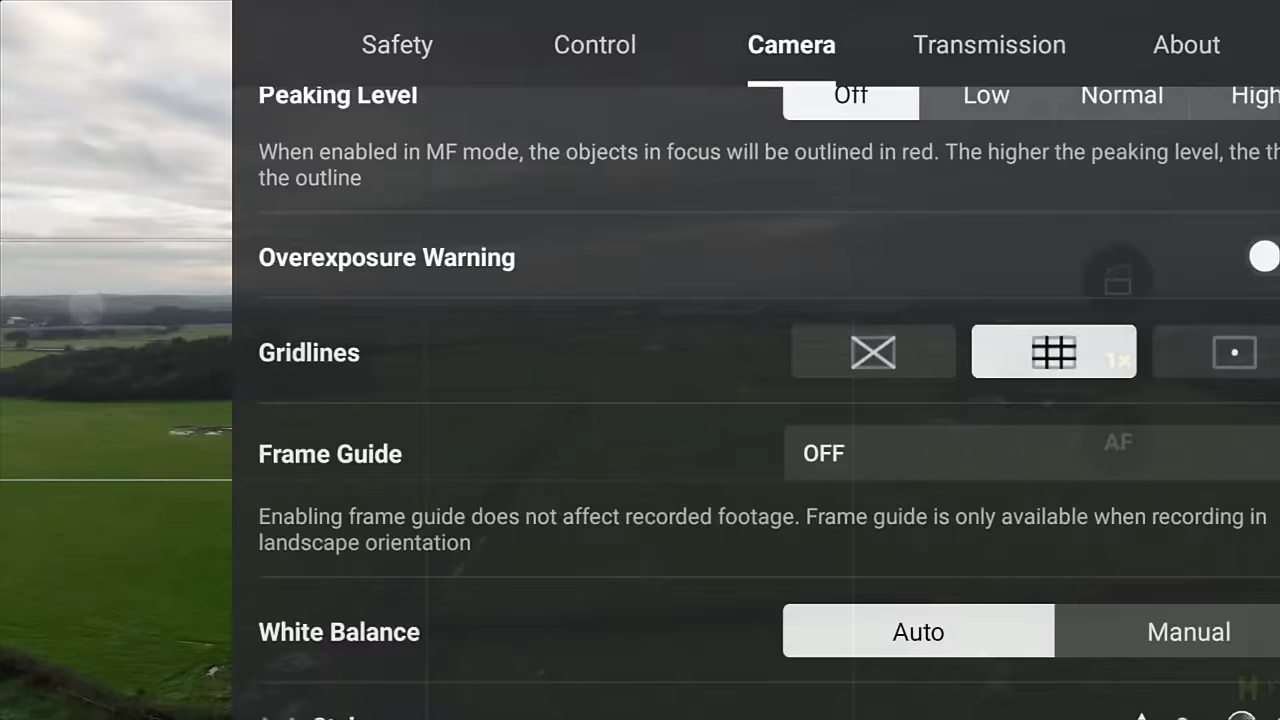 Safety Control Camera Transmission About
Peaking Level Off Low Normal High
When enabled in MF mode, the objects in focus will be outlined in red. The higher the peaking level, the
the outline
Overexposure Warning
Gridlines
1×
Frame Guide OFF
AF
Enabling frame guide does not affect recorded footage. Frame guide is only available when recording in
landscape orientation
White Balance Auto Manual
H